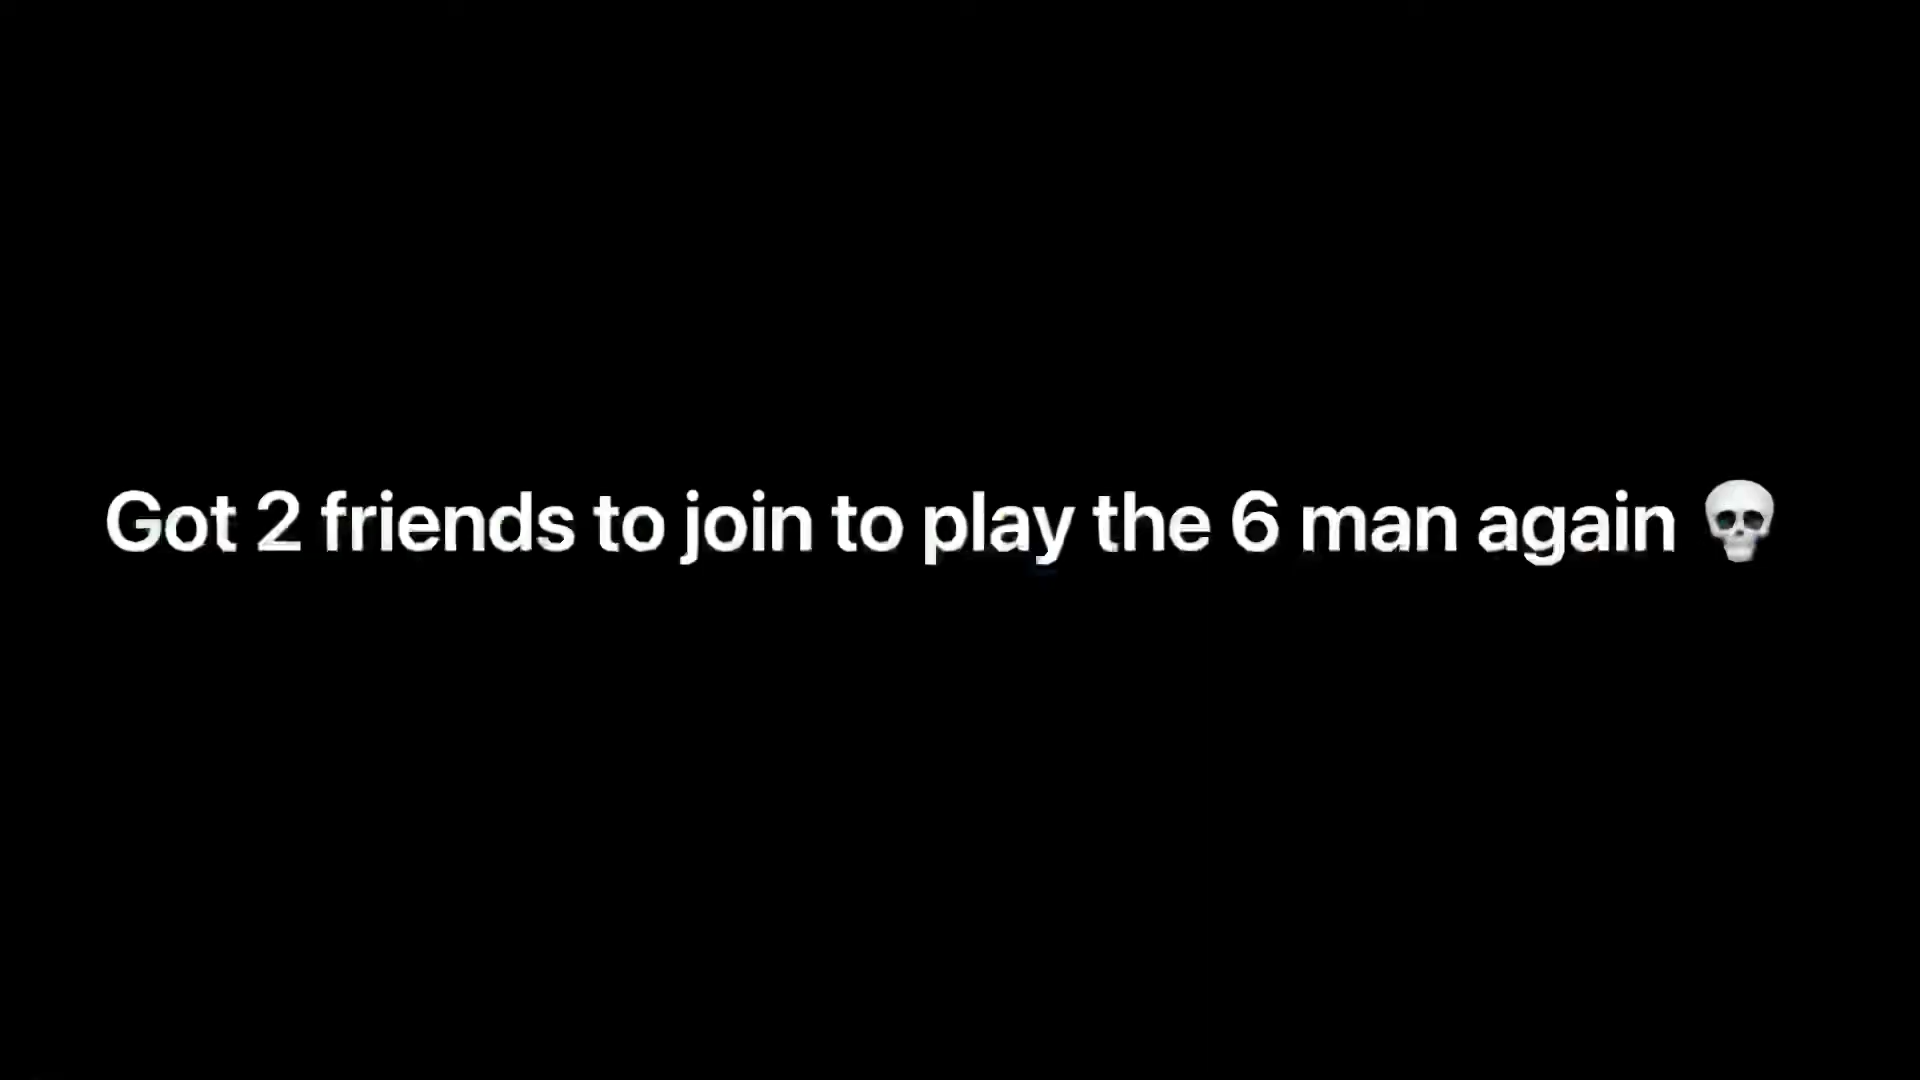 Got 2 friends to join to play the 6 man again 💀